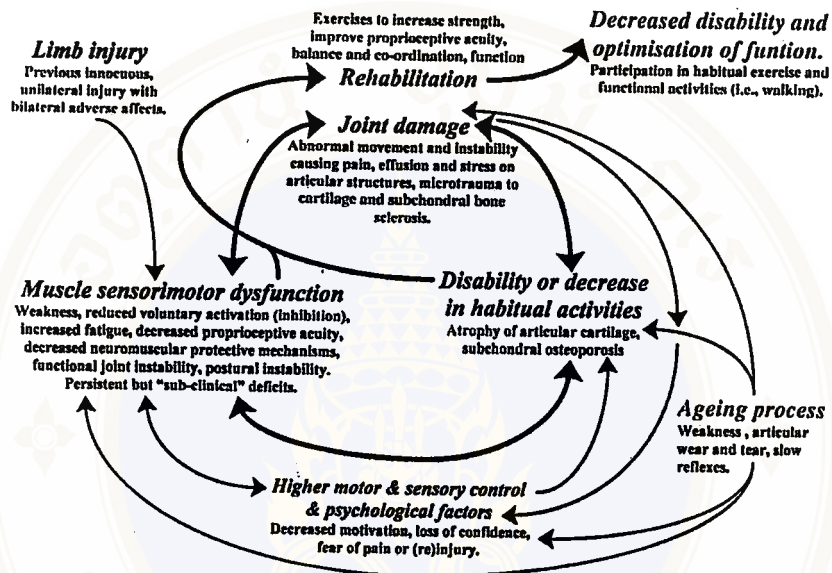 Limb injury
Previous innocuous,
unilateral injury with
bilateral adverse affects.
Exercises to increase strength,
improve proprioceptive acuity,
balance and co-ordination, function
Rehabilitation
Decreased disability and
optimisation of funtion.
Participation in habitual exercise and
functional activities (i.e., walking).
Joint damage
Abnormal movement and instability
causing pain, effusion and stress on
articular structures, microtrauma to
cartilage and subchondral bone
sclerosis.
Muscle sensorimotor dysfunction
Weakness, reduced voluntary activation (inhibition),
increased fatigue, decreased proprioceptive acuity,
decreased neuromuscular protective mechanisms,
functional joint instability, postural instability.
Persistent but "sub-clinical" deficits.
Disability or decrease
in habitual activities
Atrophy of articular cartilage,
subchondral osteoporosis
Ageing process
Weakness , articular
wear and tear, slow
reflexes.
Higher motor & sensory control
& psychological factors
Decreased motivation, loss of confidence,
fear of pain or (re)injury.